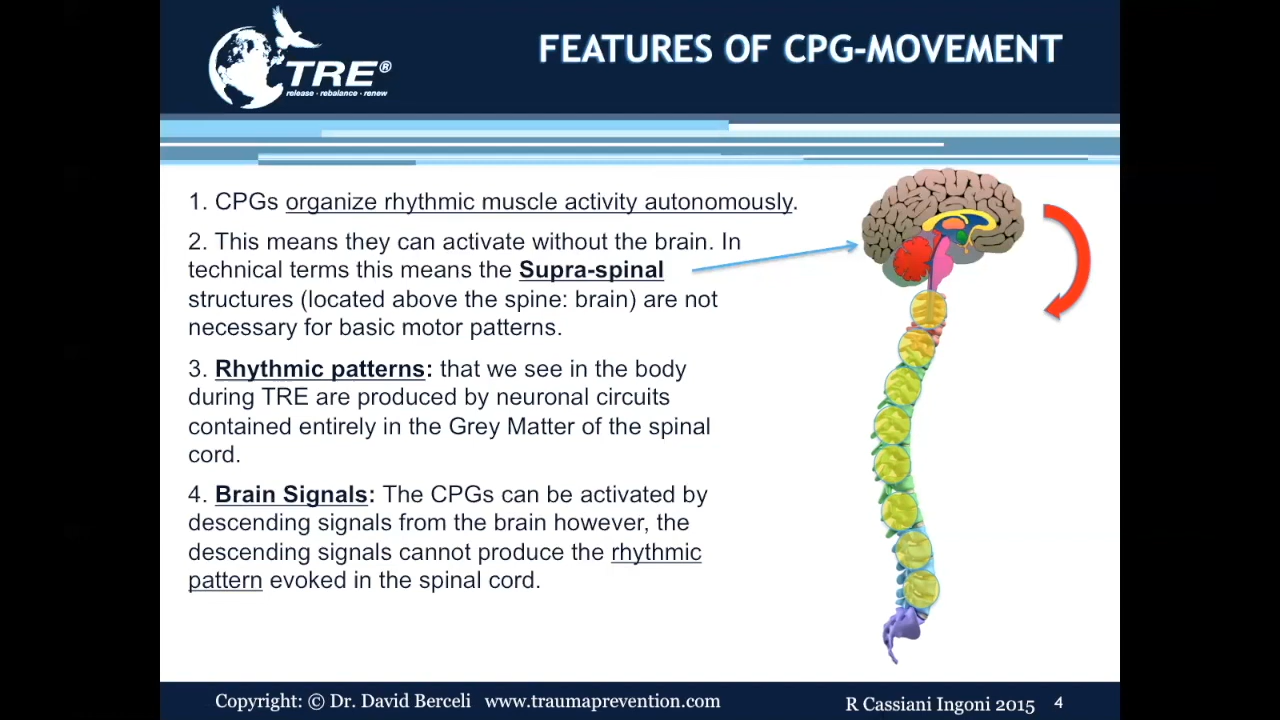 TRE®
release · rebalance · renew
FEATURES OF CPG-MOVEMENT
1. CPGs organize rhythmic muscle activity autonomously.
2. This means they can activate without the brain. In
technical terms this means the Supra-spinal
structures (located above the spine: brain) are not
necessary for basic motor patterns.
3. Rhythmic patterns: that we see in the body
during TRE are produced by neuronal circuits
contained entirely in the Grey Matter of the spinal
cord.
4. Brain Signals: The CPGs can be activated by
descending signals from the brain however, the
descending signals cannot produce the rhythmic
pattern evoked in the spinal cord.
Copyright: © Dr. David Berceli www.traumaprevention.com
R Cassiani Ingoni 2015 4